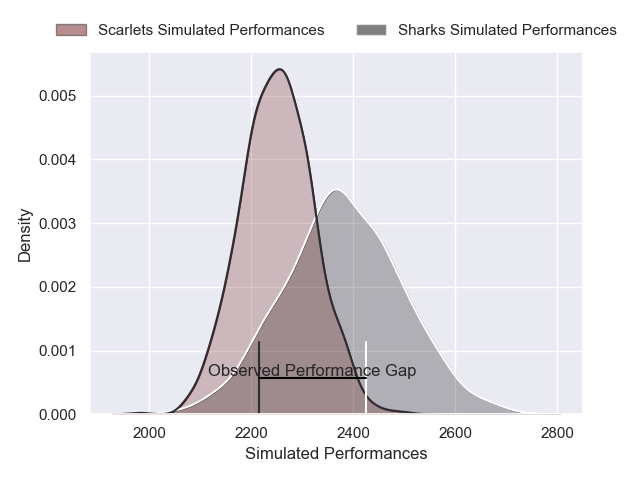 Scarlets Simulated Performances
Sharks Simulated Performances
Density
0.005
0.004
0.003
0.002
0.001
0.000
Observed Performance Gap
2000
2200
2400
2600
2800
Simulated Performances